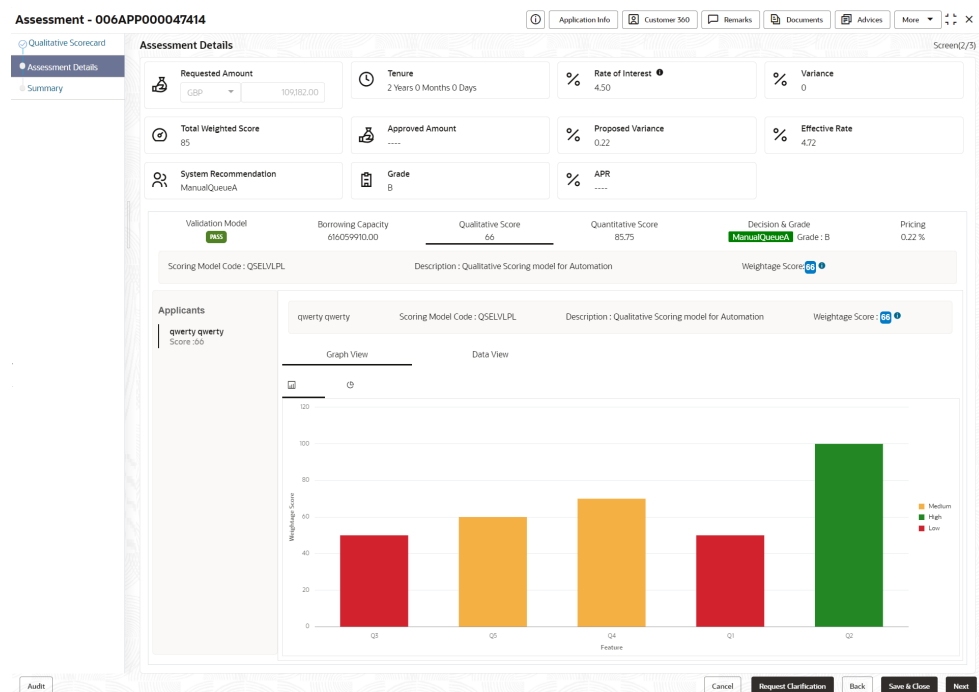 Assessment - 006APP000047414
Application Info
Customer 360
Remarks
Documents
Advices
More
Qualitative Scorecard
Assessment Details
Summary
Assessment Details
Screen(2/3)
Requested Amount
GBP
109,182.00
Tenure
2 Years 0 Months 0 Days
Rate of Interest
4.50
Variance
0
Total Weighted Score
85
Approved Amount
----
Proposed Variance
0.22
Effective Rate
4.72
System Recommendation
ManualQueueA
Grade
B
APR
----
Validation Model
PASS
Borrowing Capacity
616059910.00
Qualitative Score
66
Quantitative Score
85.75
Decision & Grade
ManualQueueA Grade : B
Pricing
0.22 %
Scoring Model Code : QSELVLPL
Description : Qualitative Scoring model for Automation
Weightage Score: 66
Applicants
qwerty qwerty
Score :66
qwerty qwerty
Scoring Model Code : QSELVLPL
Description : Qualitative Scoring model for Automation
Weightage Score : 66
Graph View
Data View
120
100
80
60
40
20
0
Weightage Score
Q3
Q5
Q4
Q1
Q2
Feature
Medium
High
Low
Audit
Cancel
Request Clarification
Back
Save & Close
Next